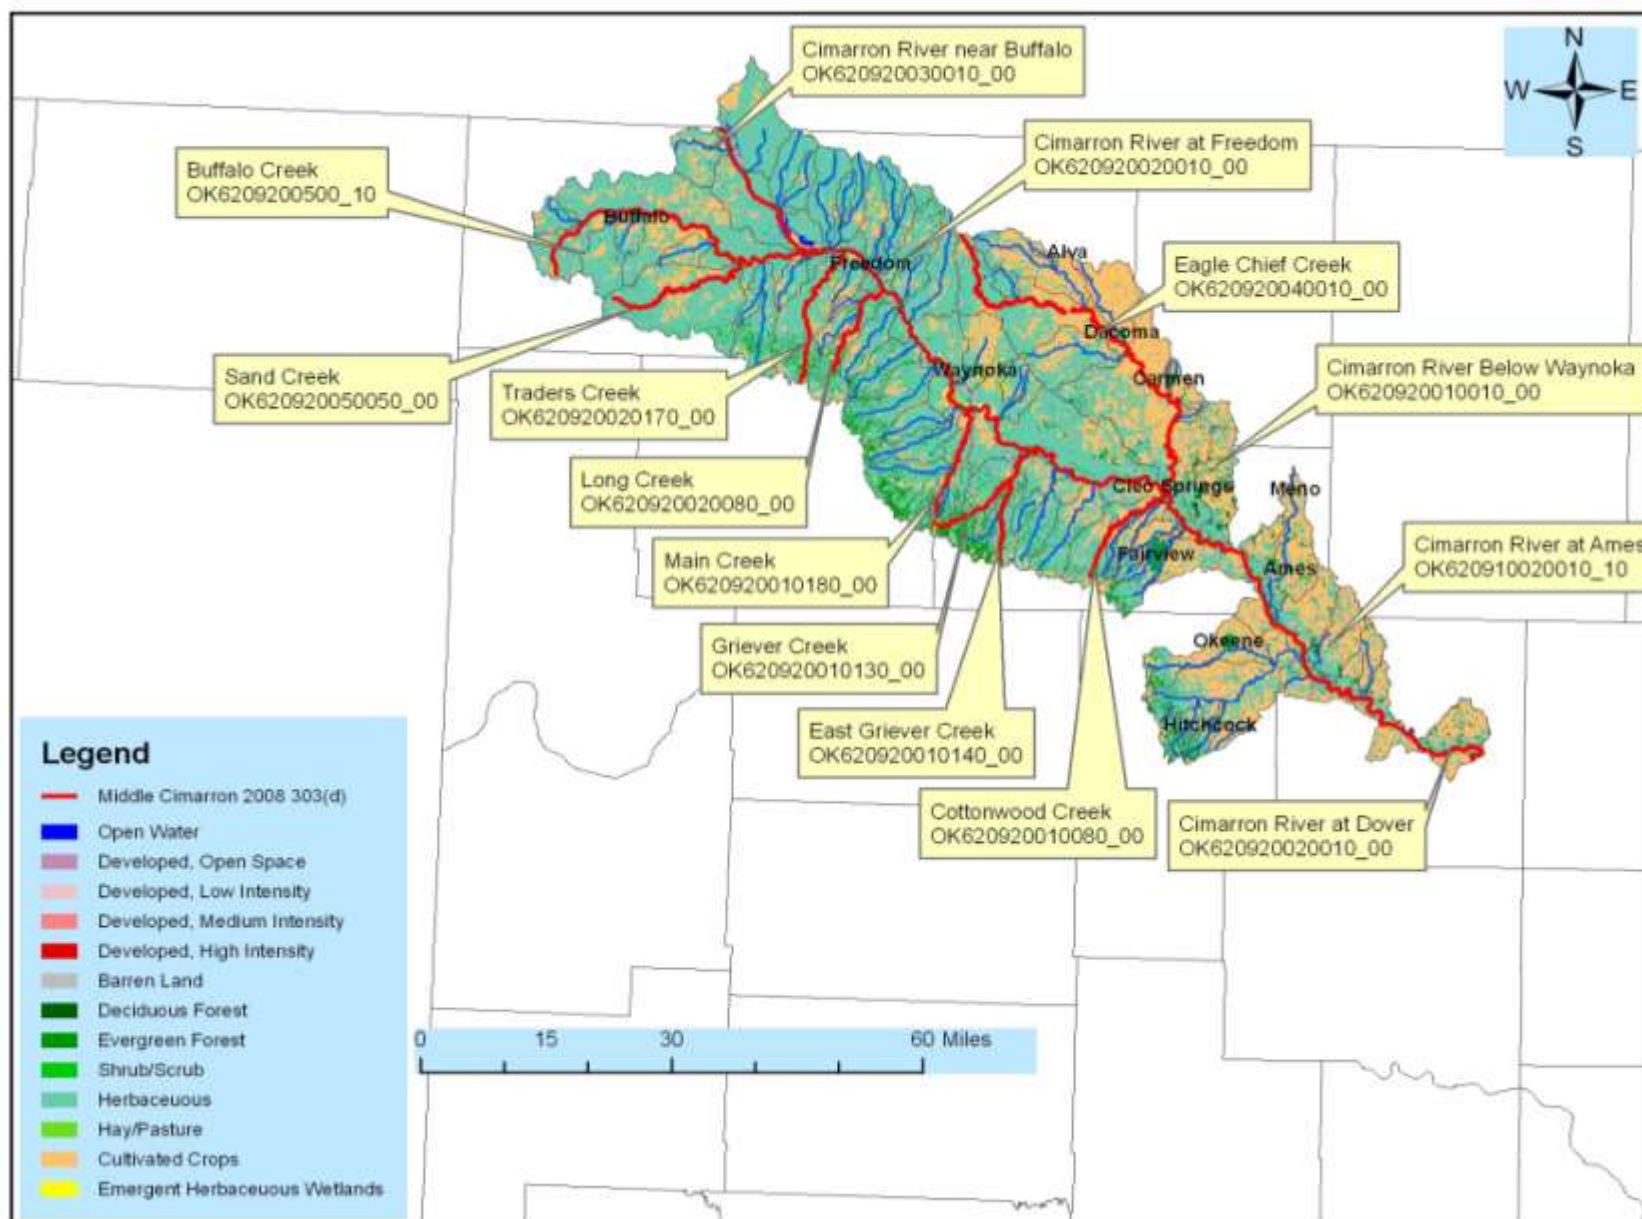 Cimarron River near Buffalo
OK620920030010_00
N
W
E
S
Cimarron River at Freedom
OK620920020010_00
Buffalo Creek
OK6209200500_10
Buffalo
Freedom
Alva
Eagle Chief Creek
OK620920040010_00
Dacoma
Sand Creek
OK620920050050_00
Traders Creek
OK620920020170_00
Waynoka
Carmen
Cimarron River Below Waynoka
OK620920010010_00
Long Creek
OK620920020080_00
Cleo Springs
Meno
Main Creek
OK620920010180_00
Fairview
Ames
Cimarron River at Ames
OK620910020010_10
Griever Creek
OK620920010130_00
Okeene
East Griever Creek
OK620920010140_00
Hitchcock
Cottonwood Creek
OK620920010080_00
Cimarron River at Dover
OK620920020010_00
Legend
Middle Cimarron 2008 303(d)
Open Water
Developed, Open Space
Developed, Low Intensity
Developed, Medium Intensity
Developed, High Intensity
Barren Land
Deciduous Forest
Evergreen Forest
Shrub/Scrub
Herbaceuous
Hay/Pasture
Cultivated Crops
Emergent Herbaceuous Wetlands
0 15 30 60 Miles